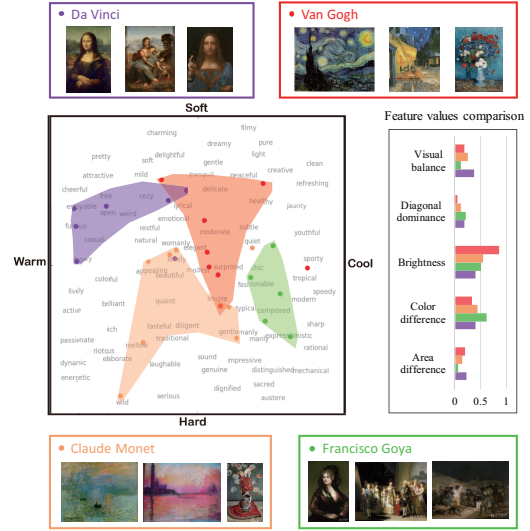 Da Vinci
Van Gogh
Soft
charming
filmy
dreamy
pure
pretty
delightful
soft
light
gentle
clean
attractive
mild
tranquil
peaceful
creative
refreshing
cheerful
free
cozy
delicate
healthy
enjoyable
open
weird
lyrical
jaunty
emotional
restful
moderate
subtle
youthful
casual
natural
womanly
elegant
quiet
Warm
Cool
lovely
sporty
appealing
modest
surprised
chic
beautiful
tropical
colorful
fashionable
lively
quaint
simple
modern
speedy
brilliant
active
composed
sharp
rich
tasteful
diligent
gentlemanly
manly
expressionistic
passionate
mellow
traditional
rational
riotous
elaborate
sound
impressive
dynamic
laughable
genuine
distinguished
mechanical
energetic
sacred
dignified
wild
serious
austere
Hard
Feature values comparison
Visual
balance
Diagonal
dominance
Brightness
Color
difference
Area
difference
0 0.5 1
Claude Monet
Francisco Goya